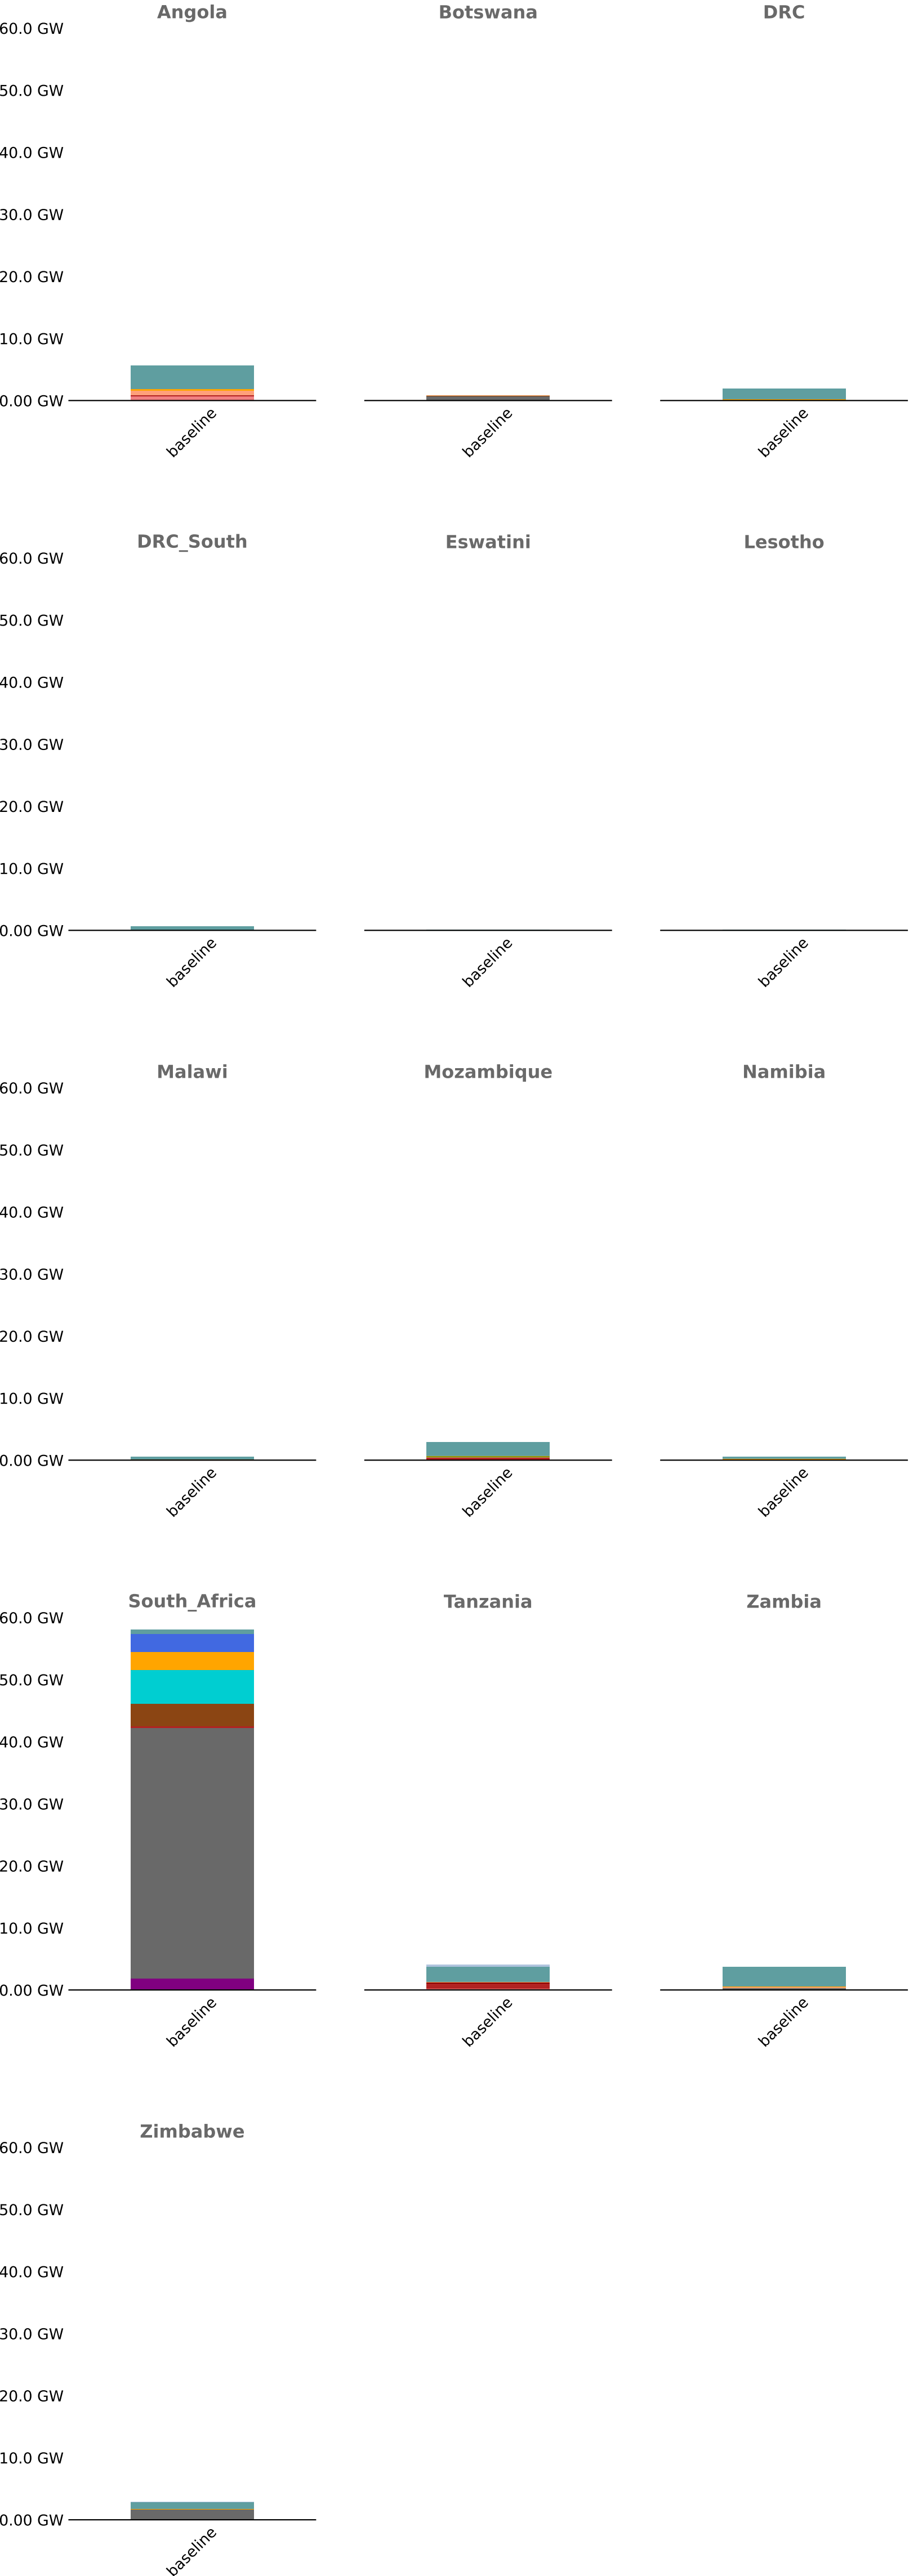 Angola Botswana DRC
60.0 GW
50.0 GW
40.0 GW
30.0 GW
20.0 GW
10.0 GW
0.00 GW
baseline baseline baseline
DRC_South Eswatini Lesotho
60.0 GW
50.0 GW
40.0 GW
30.0 GW
20.0 GW
10.0 GW
0.00 GW
baseline baseline baseline
Malawi Mozambique Namibia
60.0 GW
50.0 GW
40.0 GW
30.0 GW
20.0 GW
10.0 GW
0.00 GW
baseline baseline baseline
South_Africa Tanzania Zambia
60.0 GW
50.0 GW
40.0 GW
30.0 GW
20.0 GW
10.0 GW
0.00 GW
baseline baseline baseline
Zimbabwe
60.0 GW
50.0 GW
40.0 GW
30.0 GW
20.0 GW
10.0 GW
0.00 GW
baseline